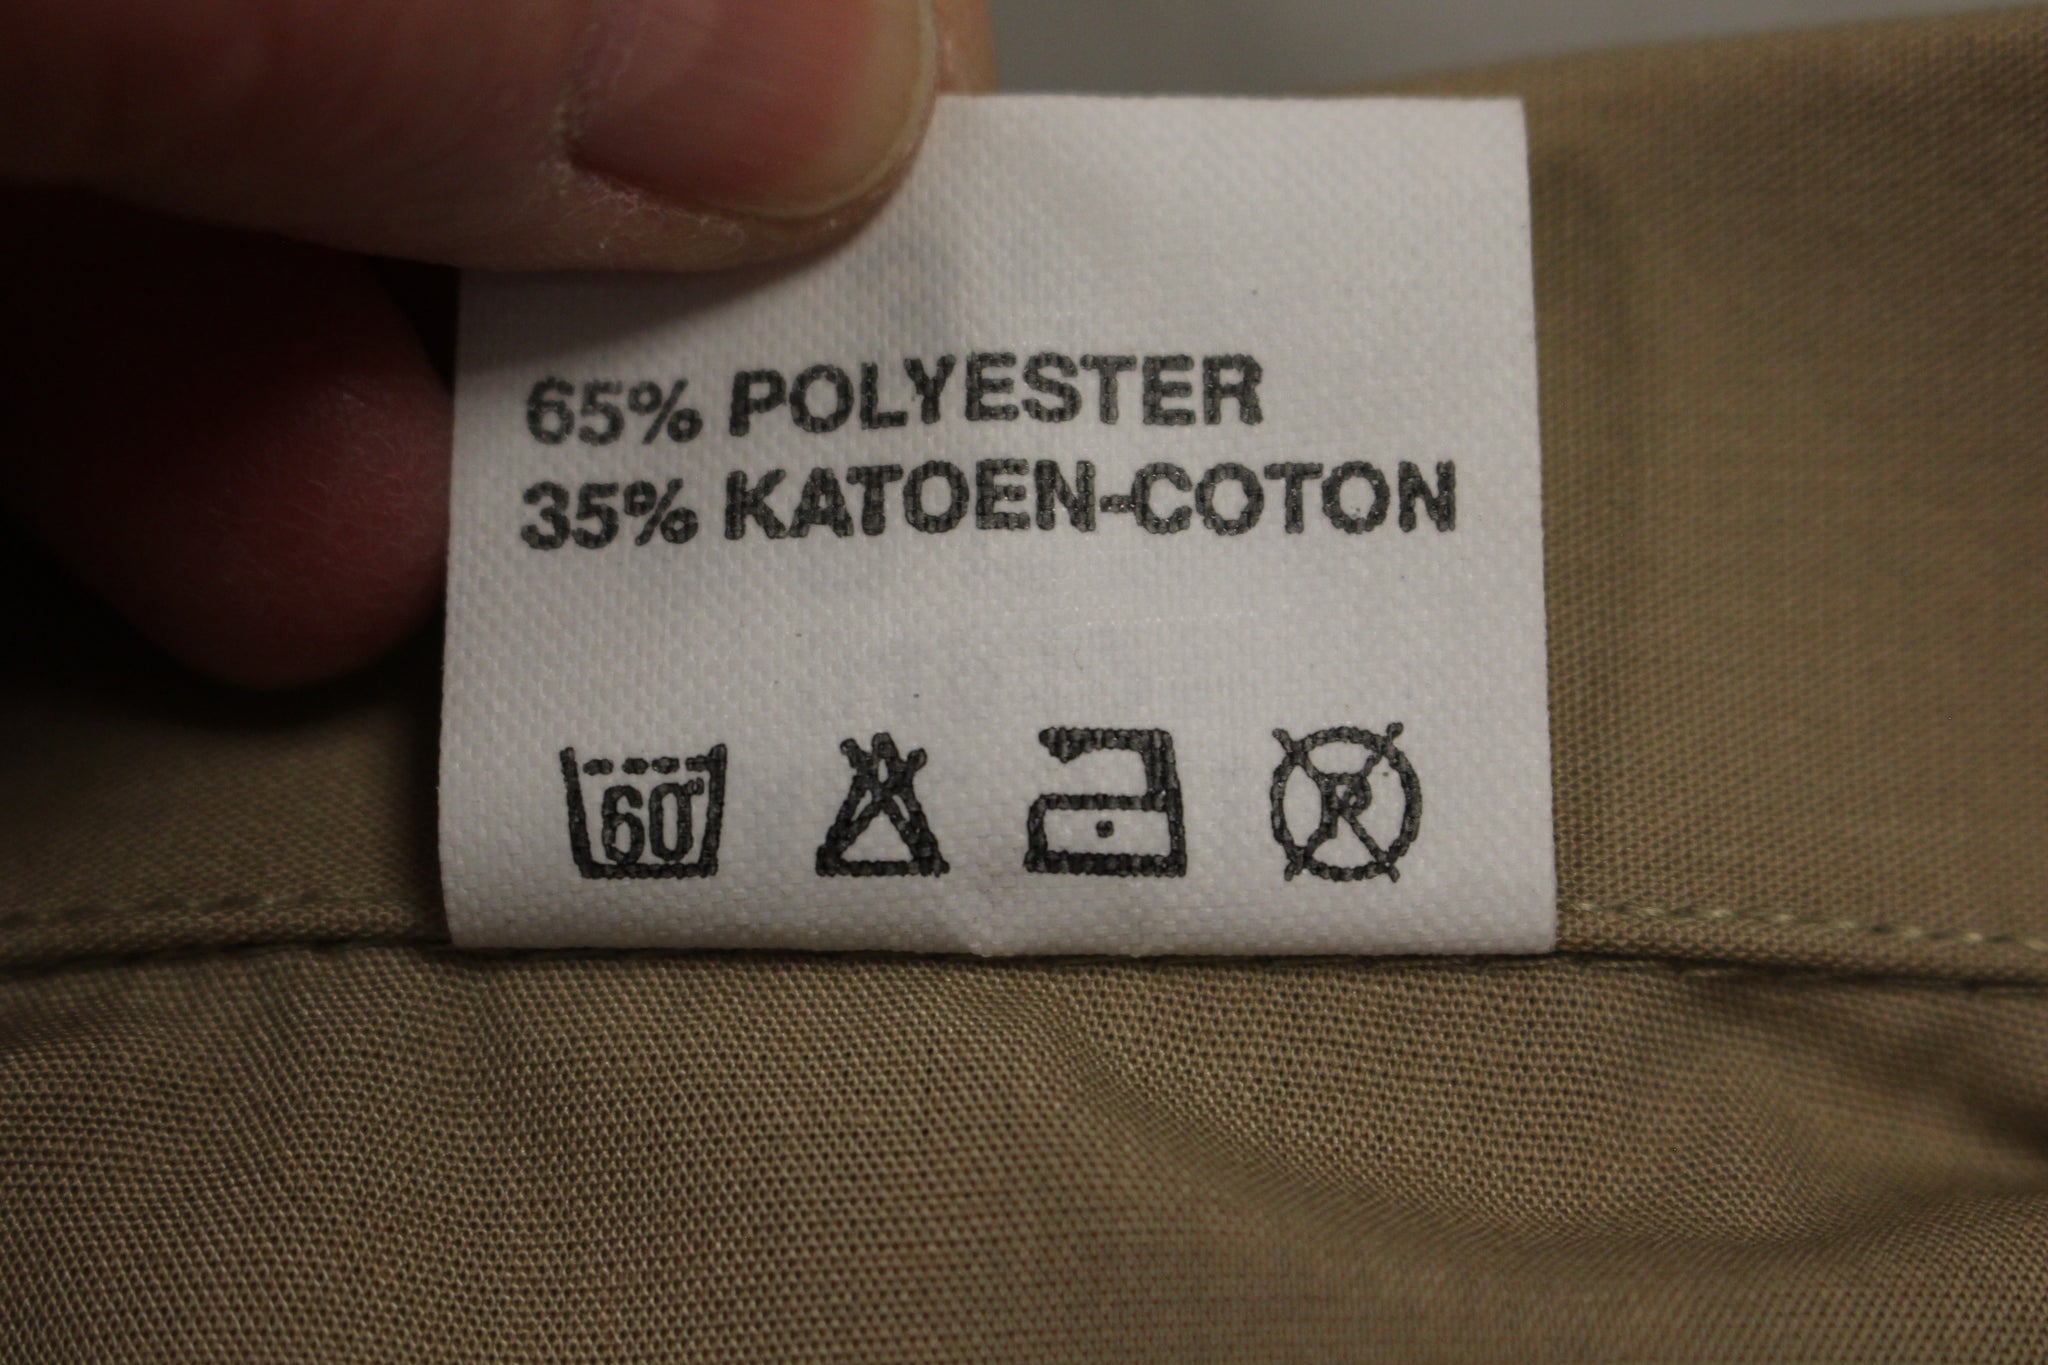 65% POLYESTER
35% KATOEN-COTON
60° R